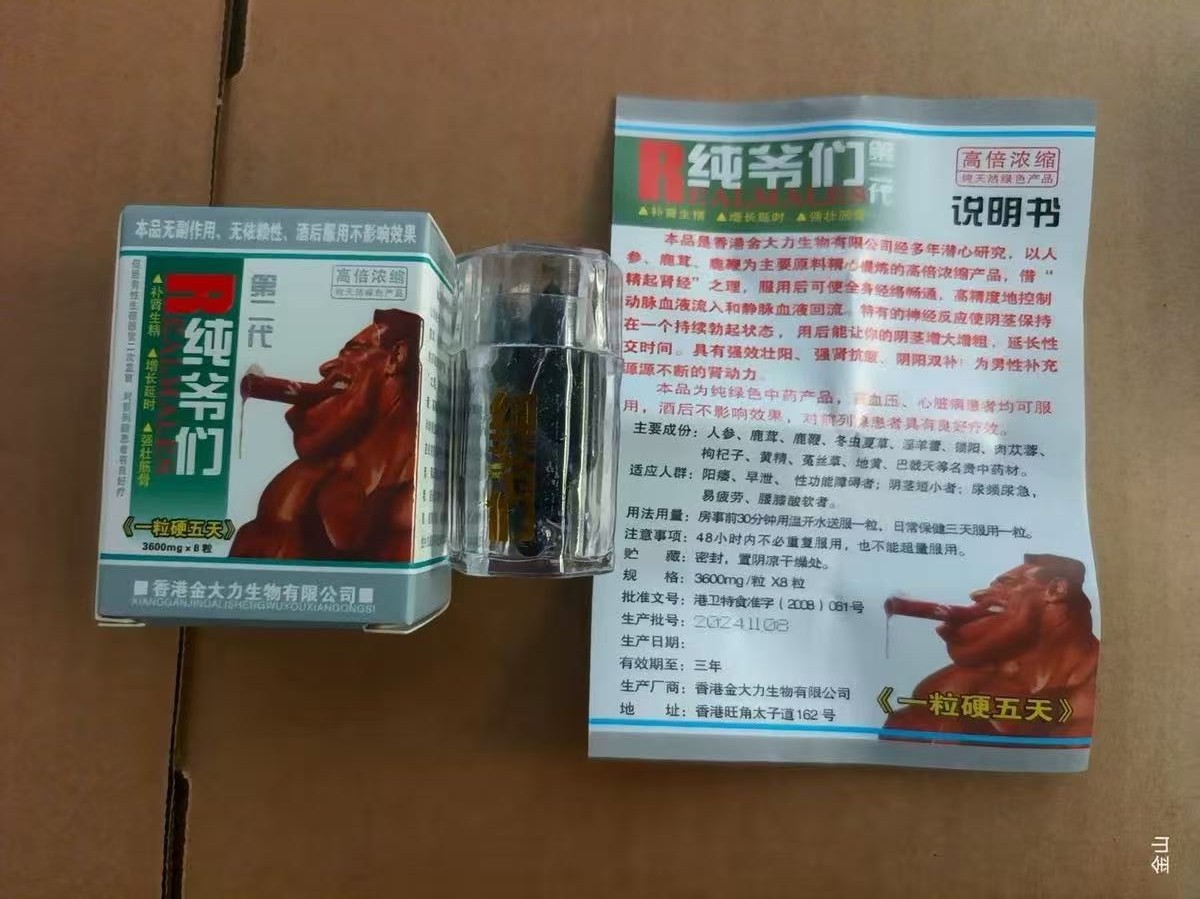 本品无副作用、无依赖性、酒后服用不影响效果
第二代
高倍浓缩
纯天然绿色产品
R纯爷们
REALMALES
▲补肾生精 ▲增长延时 ▲强壮筋骨
《一粒硬五天》
3600mg x 8 粒
■香港金大力生物有限公司■
XIANGGANJINDALISHENGWUYOUXIANGONGSI
纯爷们
R纯爷们
第二代
REALMALES
▲补肾生精 ▲增长延时 ▲强壮筋骨
高倍浓缩
纯天然绿色产品
说明书
本品是香港金大力生物有限公司经多年潜心研究，以人
参、鹿茸、鹿鞭为主要原料精心提炼的高倍浓缩产品，借“
精起肾经”之理，服用后可使全身经络畅通，高精度地控制
动脉血液流入和静脉血液回流，特有的神经反应使阴茎保持
在一个持续勃起状态，用后能让你的阴茎增大增粗，延长性
交时间。具有强效壮阳、强肾抗疲、阴阳双补！为男性补充
源源不断的肾动力。
本品为纯绿色中药产品，高血压、心脏病患者均可服
用，酒后不影响效果，对前列腺患者具有良好疗效。
主要成份：人参、鹿茸、鹿鞭、冬虫夏草、淫羊藿、锁阳、肉苁蓉、
枸杞子、黄精、菟丝草、地黄、巴戟天等名贵中药材。
适应人群：阳痿、早泄、性功能障碍者；阴茎短小者；尿频尿急，
易疲劳、腰膝酸软者。
用法用量：房事前30分钟用温开水送服一粒，日常保健三天服用一粒。
注意事项：48小时内不必重复服用，也不能超量服用。
贮 藏：密封，置阴凉干燥处。
规 格：3600mg/粒 X8 粒
批准文号：港卫特食准字（2008）061号
生产批号：20241108
生产日期：
有效期至：三年
生产厂商：香港金大力生物有限公司
地 址：香港旺角太子道162号
《一粒硬五天》